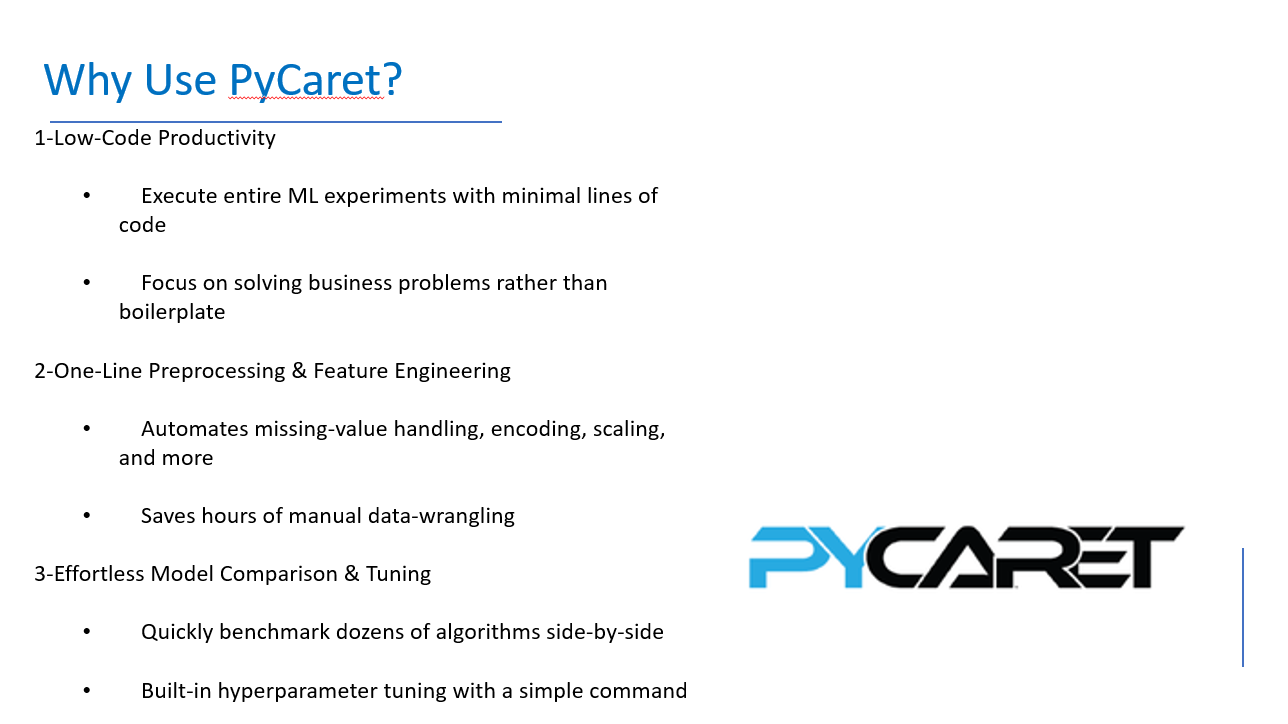 Why Use PyCaret?
1-Low-Code Productivity
• Execute entire ML experiments with minimal lines of
code
• Focus on solving business problems rather than
boilerplate
2-One-Line Preprocessing & Feature Engineering
• Automates missing-value handling, encoding, scaling,
and more
• Saves hours of manual data-wrangling
3-Effortless Model Comparison & Tuning
• Quickly benchmark dozens of algorithms side-by-side
• Built-in hyperparameter tuning with a simple command
PYCARET